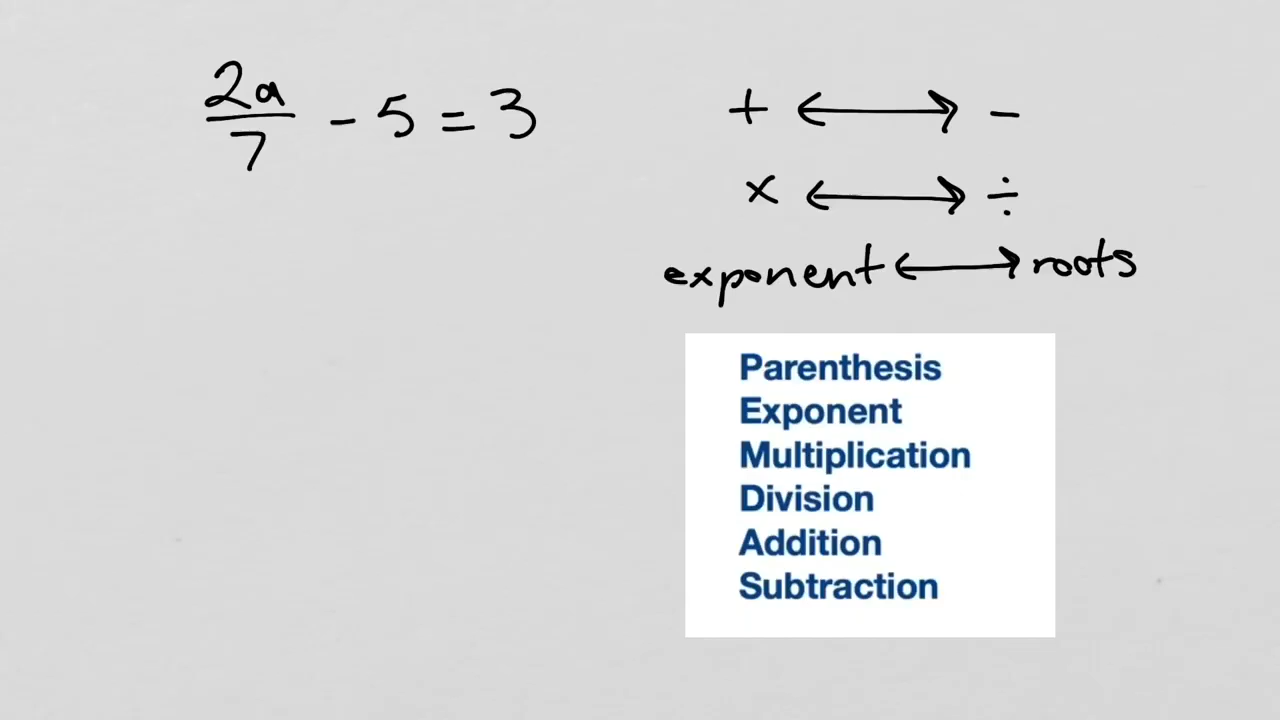 2a/7 - 5 = 3
+ ⟷ -
× ⟷ ÷
exponent ⟷ roots
Parenthesis
Exponent
Multiplication
Division
Addition
Subtraction